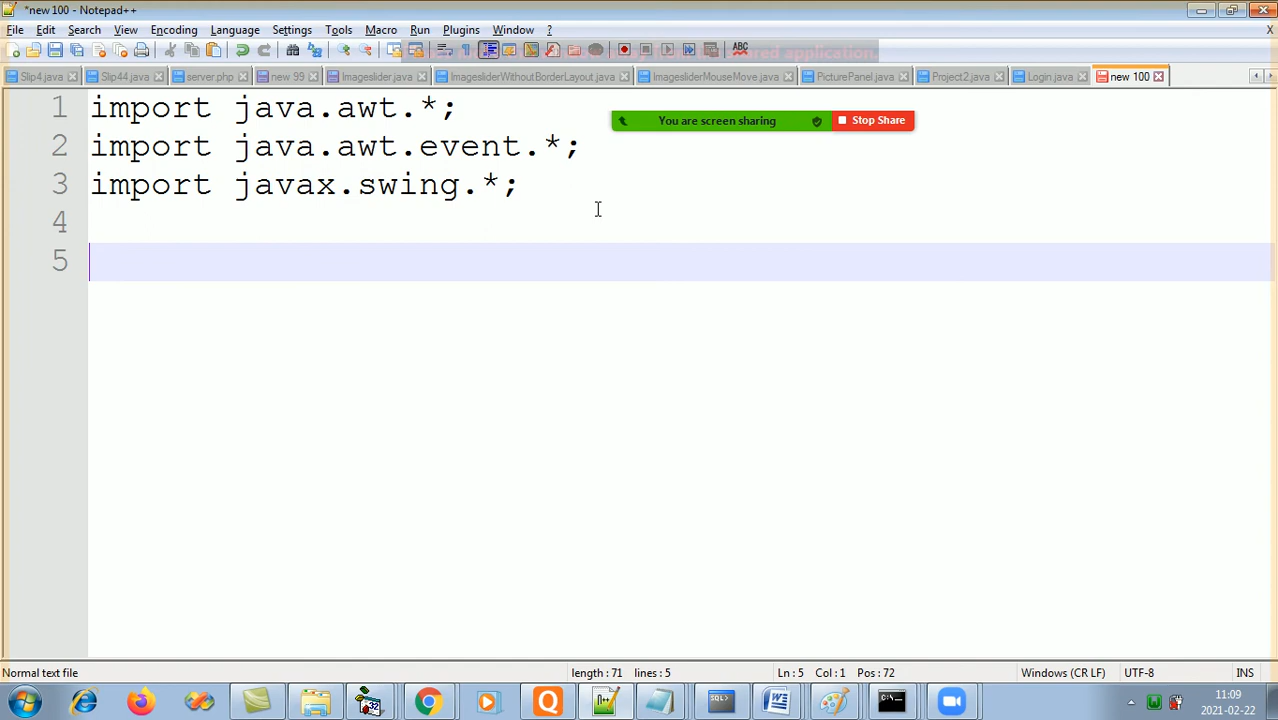 *new 100 - Notepad++
File Edit Search View Encoding Language Settings Tools Macro Run Plugins Window ? X
shared application.
Slip4.java Slip44.java server.php new 99 Imageslider.java ImagesliderWithoutBorderLayout.java ImagesliderMouseMove.java PicturePanel.java Project2.java Login.java new 100
1 import java.awt.*;
You are screen sharing Stop Share
2 import java.awt.event.*;
3 import javax.swing.*;
4
5
Normal text file length : 71 lines : 5 Ln : 5 Col : 1 Pos : 72 Windows (CR LF) UTF-8 INS
11:09
2021-02-22